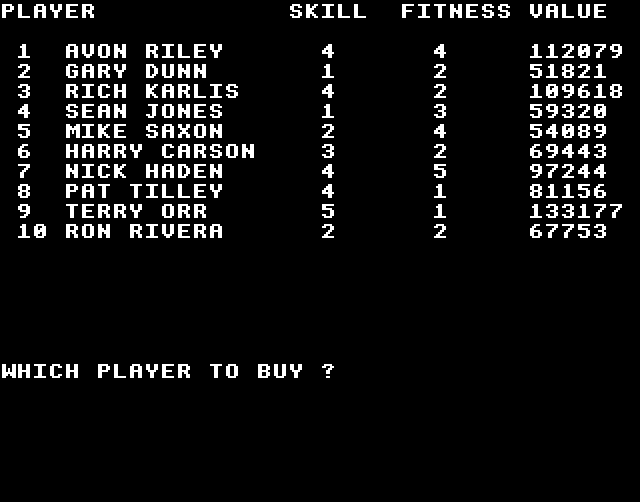 PLAYER SKILL FITNESS VALUE
1 AVON RILEY 4 4 112079
2 GARY DUNN 1 2 51821
3 RICH KARLIS 4 2 109618
4 SEAN JONES 1 3 59320
5 MIKE SAXON 2 4 54089
6 HARRY CARSON 3 2 69443
7 NICK HADEN 4 5 97244
8 PAT TILLEY 4 1 81156
9 TERRY ORR 5 1 133177
10 RON RIVERA 2 2 67753
WHICH PLAYER TO BUY ?